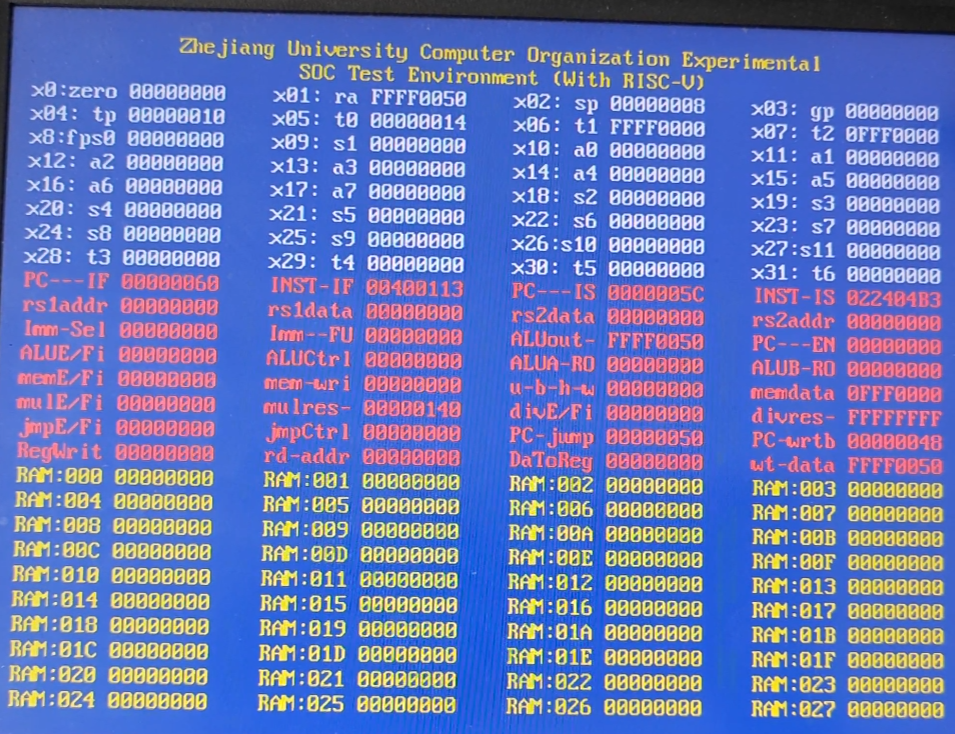 Zhejiang University Computer Organization Experimental
SOC Test Environment (With RISC-V)
x0:zero 00000000 x01: ra FFFF0050 x02: sp 00000008 x03: gp 00000000
x04: tp 00000010 x05: t0 00000014 x06: t1 FFFF0000 x07: t2 0FFF0000
x8:fps0 00000000 x09: s1 00000000 x10: a0 00000000 x11: a1 00000000
x12: a2 00000000 x13: a3 00000000 x14: a4 00000000 x15: a5 00000000
x16: a6 00000000 x17: a7 00000000 x18: s2 00000000 x19: s3 00000000
x20: s4 00000000 x21: s5 00000000 x22: s6 00000000 x23: s7 00000000
x24: s8 00000000 x25: s9 00000000 x26:s10 00000000 x27:s11 00000000
x28: t3 00000000 x29: t4 00000000 x30: t5 00000000 x31: t6 00000000
PC---IF 00000060 INST-IF 00400113 PC---IS 0000005C INST-IS 022404B3
rs1addr 00000000 rs1data 00000000 rs2data 00000000 rs2addr 00000000
Imm-Sel 00000000 Imm--FU 00000000 ALUout- FFFF0050 PC---EN 00000000
ALUE/Fi 00000000 ALUCtrl 00000000 ALUA-RO 00000000 ALUB-RO 00000000
memE/Fi 00000000 mem-wri 00000000 u-b-h-w 00000000 memdata 0FFF0000
mulE/Fi 00000000 mulres- 00000140 divE/Fi 00000000 divres- FFFFFFFF
jmpE/Fi 00000000 jmpCtrl 00000000 PC-jump 00000050 PC-wrtb 00000048
RegWrit 00000000 rd-addr 00000000 DaToReg 00000000 wt-data FFFF0050
RAM:000 00000000 RAM:001 00000000 RAM:002 00000000 RAM:003 00000000
RAM:004 00000000 RAM:005 00000000 RAM:006 00000000 RAM:007 00000000
RAM:008 00000000 RAM:009 00000000 RAM:00A 00000000 RAM:00B 00000000
RAM:00C 00000000 RAM:00D 00000000 RAM:00E 00000000 RAM:00F 00000000
RAM:010 00000000 RAM:011 00000000 RAM:012 00000000 RAM:013 00000000
RAM:014 00000000 RAM:015 00000000 RAM:016 00000000 RAM:017 00000000
RAM:018 00000000 RAM:019 00000000 RAM:01A 00000000 RAM:01B 00000000
RAM:01C 00000000 RAM:01D 00000000 RAM:01E 00000000 RAM:01F 00000000
RAM:020 00000000 RAM:021 00000000 RAM:022 00000000 RAM:023 00000000
RAM:024 00000000 RAM:025 00000000 RAM:026 00000000 RAM:027 00000000